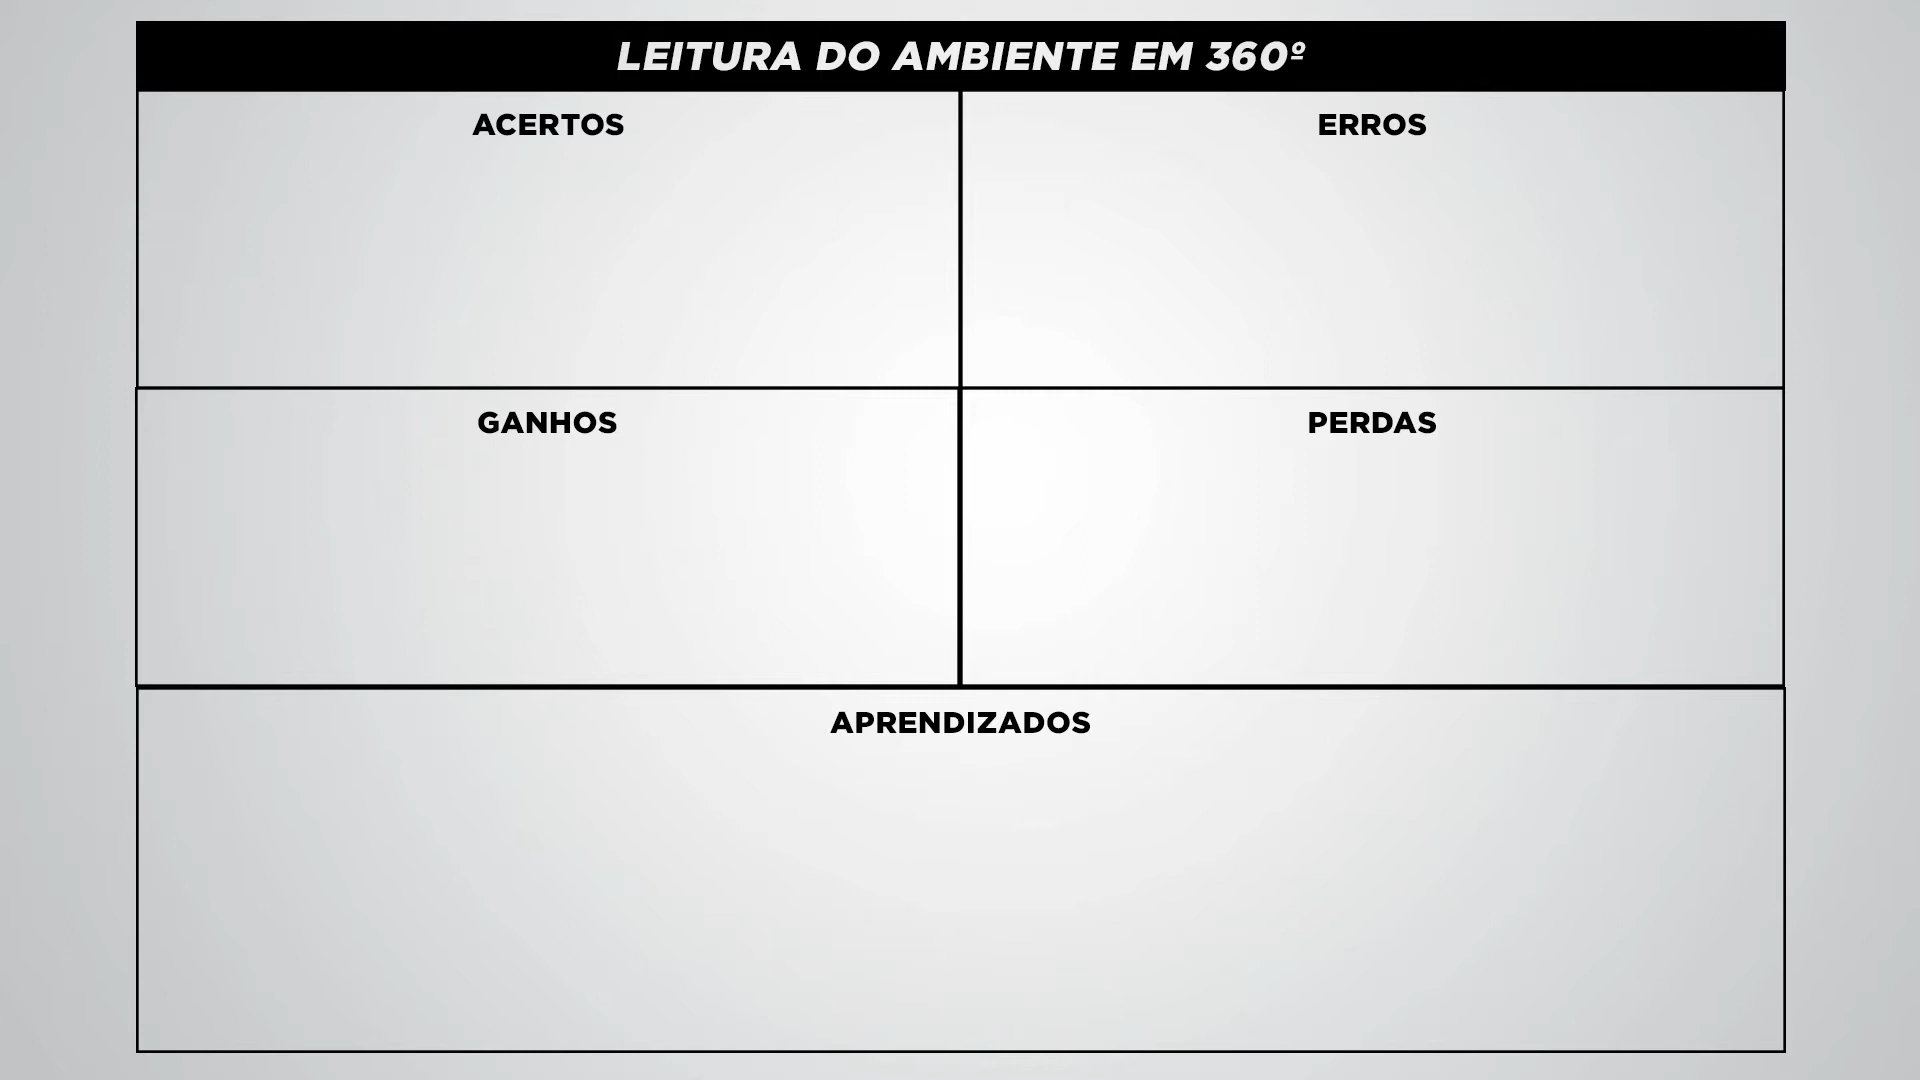 LEITURA DO AMBIENTE EM 360º
ACERTOS
ERROS
GANHOS
PERDAS
APRENDIZADOS